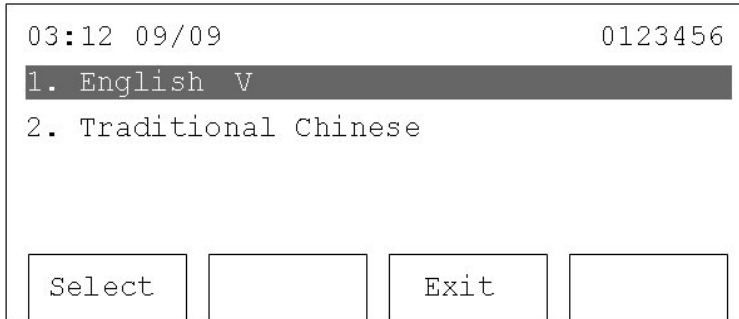 03:12 09/09 0123456
1. English V
2. Traditional Chinese
Select Exit